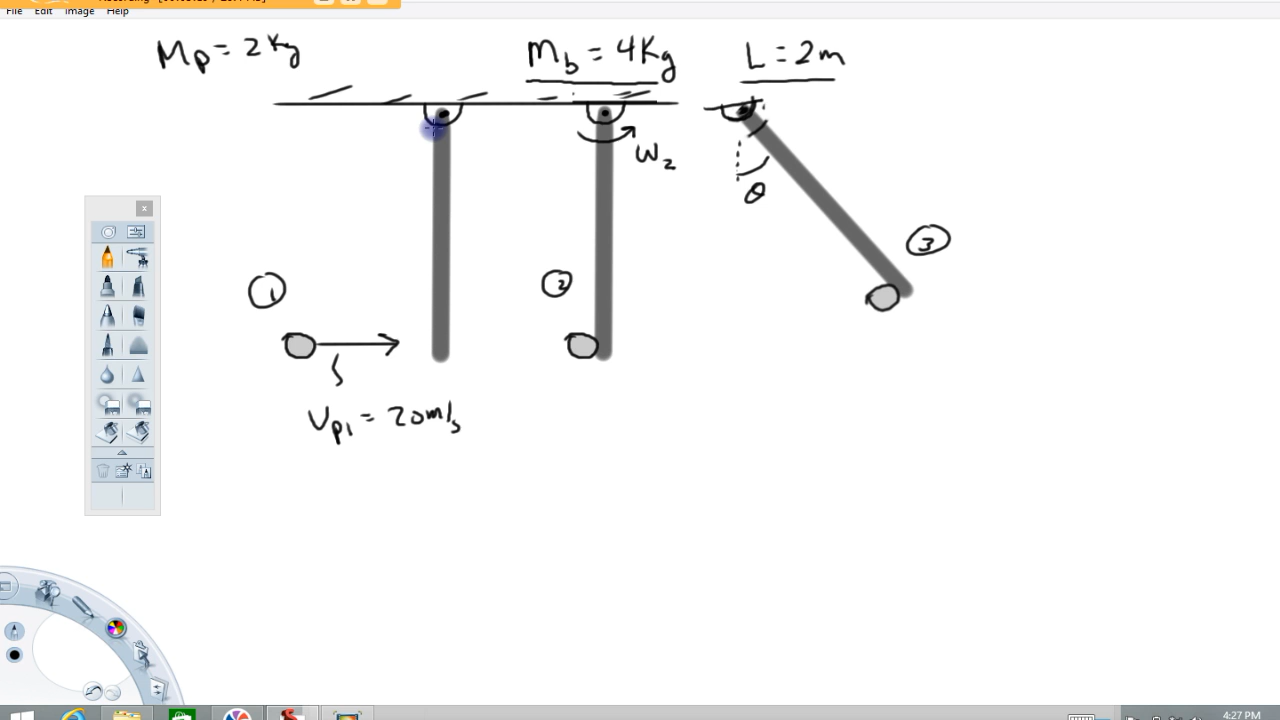 File Edit Image Help
Mp = 2Kg
mb = 4Kg
L = 2m
W2
θ
1
2
3
Vp1 = 20m/s
4:27 PM